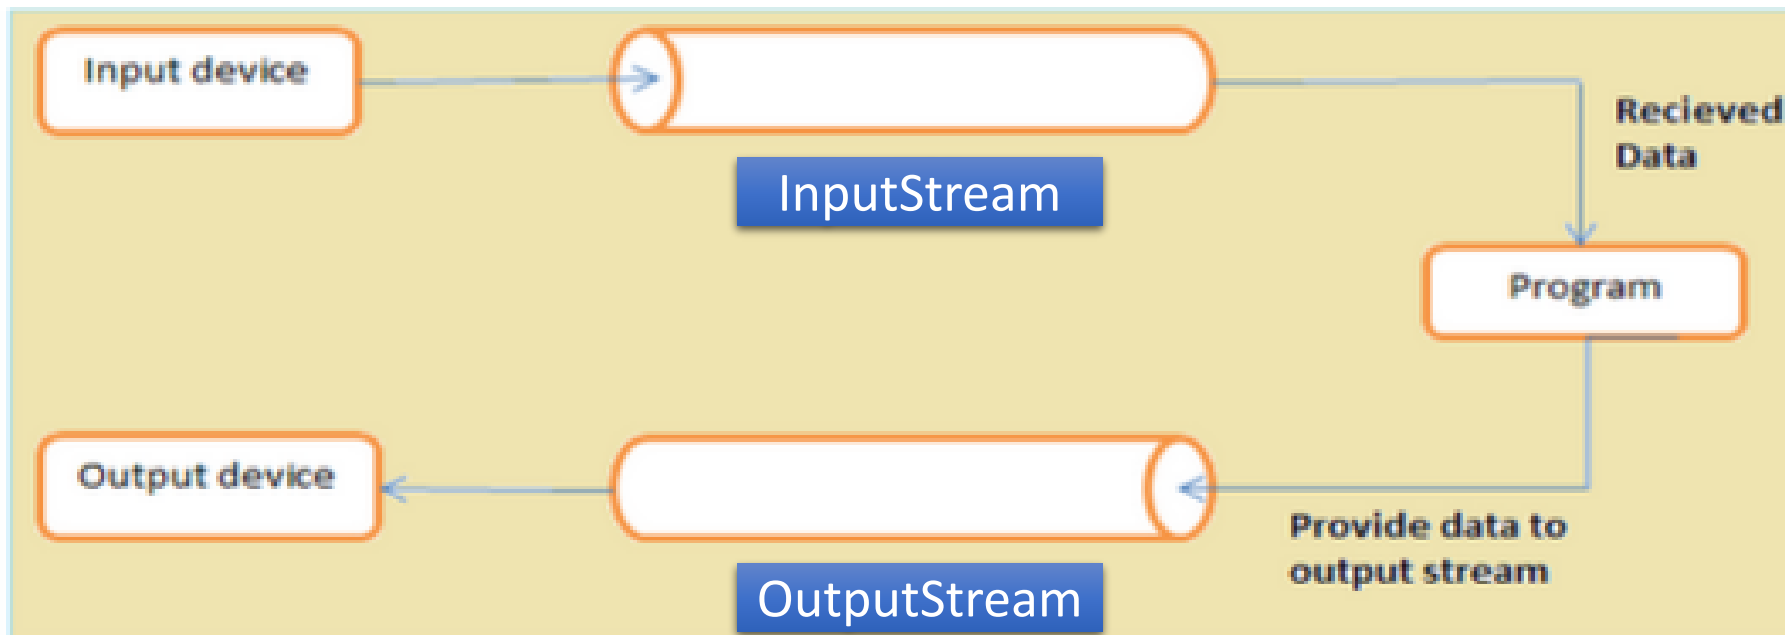 Input device
InputStream
Recieved
Data
Program
Output device
OutputStream
Provide data to
output stream